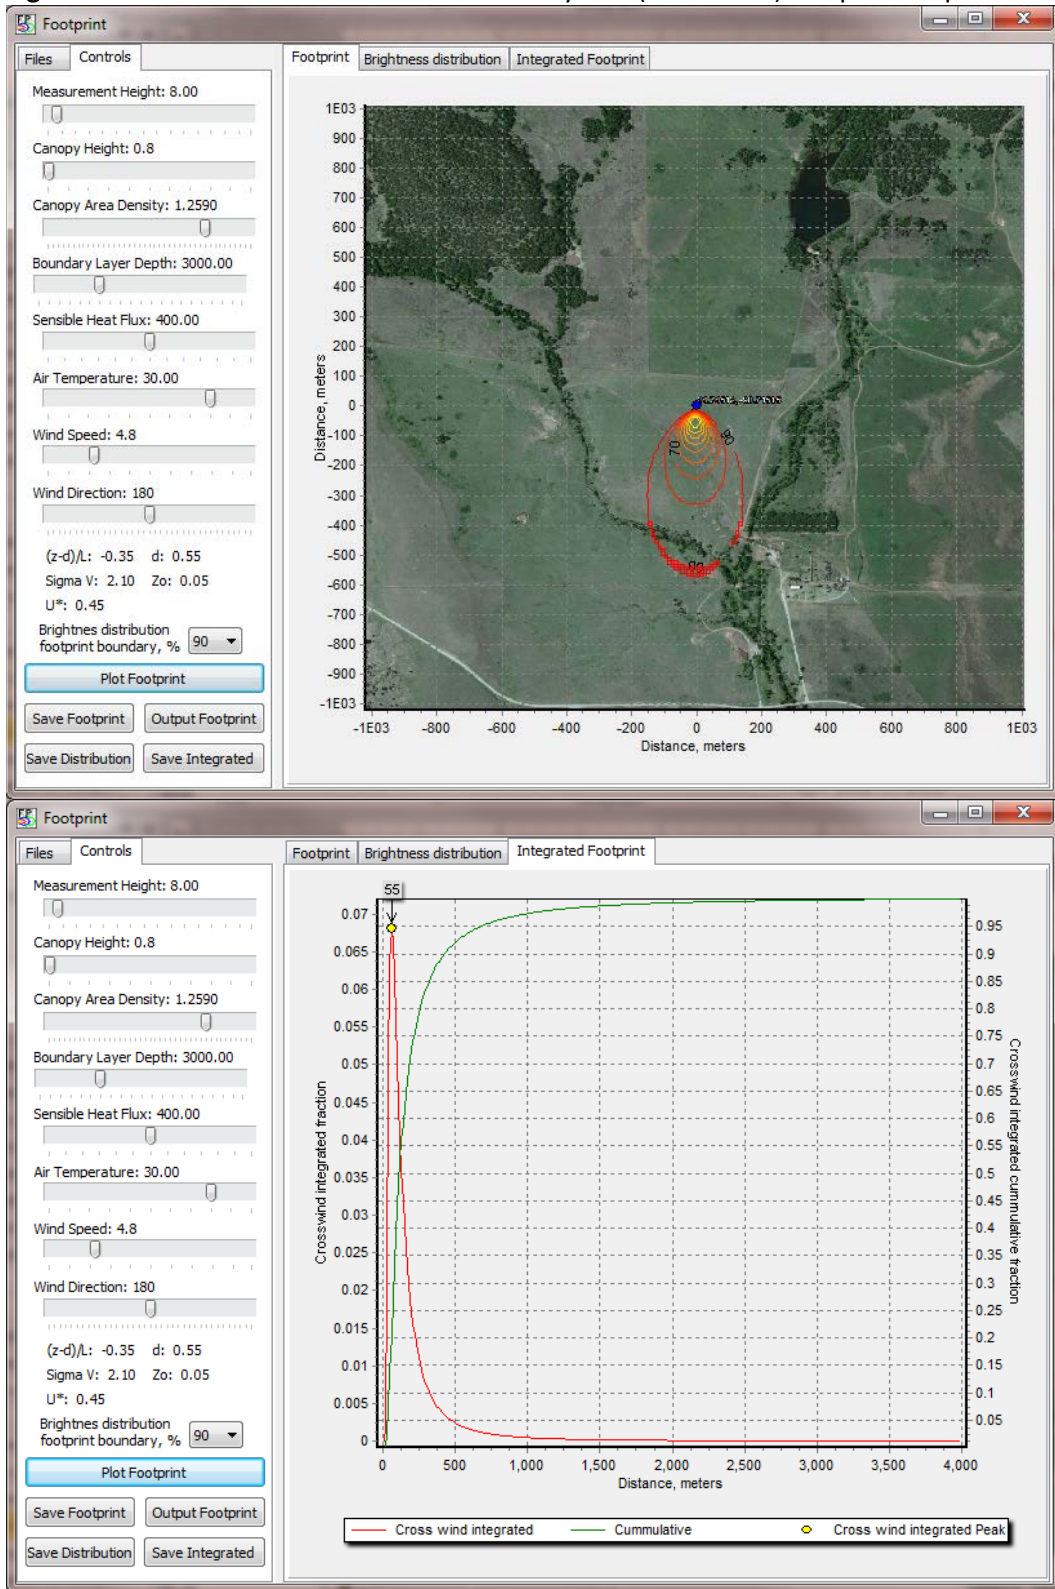 Footprint
Files Controls
Footprint Brightness distribution Integrated Footprint
Measurement Height: 8.00
Canopy Height: 0.8
Canopy Area Density: 1.2590
Boundary Layer Depth: 3000.00
Sensible Heat Flux: 400.00
Air Temperature: 30.00
Wind Speed: 4.8
Wind Direction: 180
(z-d)/L: -0.35 d: 0.55
Sigma V: 2.10 Zo: 0.05
U*: 0.45
Brightnes distribution
footprint boundary, % 90
Plot Footprint
Save Footprint Output Footprint
Save Distribution Save Integrated
1E03
900
800
700
600
500
400
300
200
100
0
-100
-200
-300
-400
-500
-600
-700
-800
-900
-1E03
Distance, meters
70
-1E03 -800 -600 -400 -200 0 200 400 600 800 1E03
Distance, meters
Footprint
Files Controls
Footprint Brightness distribution Integrated Footprint
Measurement Height: 8.00
Canopy Height: 0.8
Canopy Area Density: 1.2590
Boundary Layer Depth: 3000.00
Sensible Heat Flux: 400.00
Air Temperature: 30.00
Wind Speed: 4.8
Wind Direction: 180
(z-d)/L: -0.35 d: 0.55
Sigma V: 2.10 Zo: 0.05
U*: 0.45
Brightnes distribution
footprint boundary, % 90
Plot Footprint
Save Footprint Output Footprint
Save Distribution Save Integrated
55
0.07
0.065
0.06
0.055
0.05
0.045
0.04
0.035
0.03
0.025
0.02
0.015
0.01
0.005
0
Crosswind integrated fraction
0.95
0.9
0.85
0.8
0.75
0.7
0.65
0.6
0.55
0.5
0.45
0.4
0.35
0.3
0.25
0.2
0.15
0.1
0.05
Crosswind integrated cummulative fraction
0 500 1,000 1,500 2,000 2,500 3,000 3,500 4,000
Distance, meters
Cross wind integrated Cummulative Cross wind integrated Peak